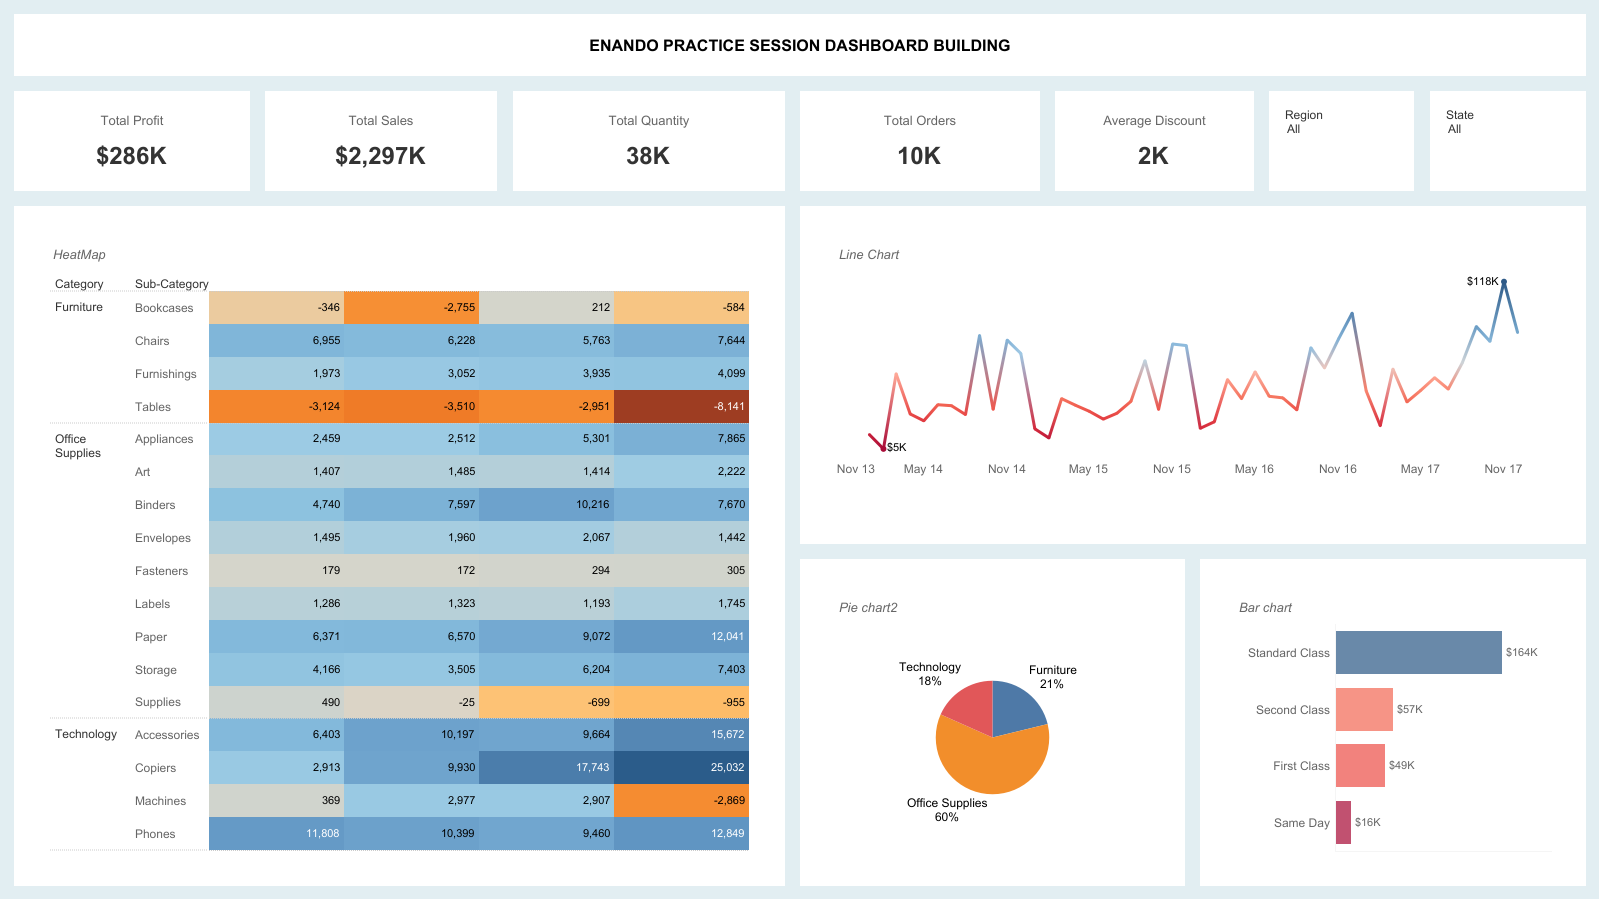 ENANDO PRACTICE SESSION DASHBOARD BUILDING
Total Profit
$286K
Total Sales
$2,297K
Total Quantity
38K
Total Orders
10K
Average Discount
2K
Region
All
State
All
HeatMap
Category Sub-Category
Furniture Bookcases -346 -2,755 212 -584
Chairs 6,955 6,228 5,763 7,644
Furnishings 1,973 3,052 3,935 4,099
Tables -3,124 -3,510 -2,951 -8,141
Office Supplies Appliances 2,459 2,512 5,301 7,865
Art 1,407 1,485 1,414 2,222
Binders 4,740 7,597 10,216 7,670
Envelopes 1,495 1,960 2,067 1,442
Fasteners 179 172 294 305
Labels 1,286 1,323 1,193 1,745
Paper 6,371 6,570 9,072 12,041
Storage 4,166 3,505 6,204 7,403
Supplies 490 -25 -699 -955
Technology Accessories 6,403 10,197 9,664 15,672
Copiers 2,913 9,930 17,743 25,032
Machines 369 2,977 2,907 -2,869
Phones 11,808 10,399 9,460 12,849
Line Chart
$118K
$5K
Nov 13 May 14 Nov 14 May 15 Nov 15 May 16 Nov 16 May 17 Nov 17
Pie chart2
Technology
18%
Furniture
21%
Office Supplies
60%
Bar chart
Standard Class $164K
Second Class $57K
First Class $49K
Same Day $16K